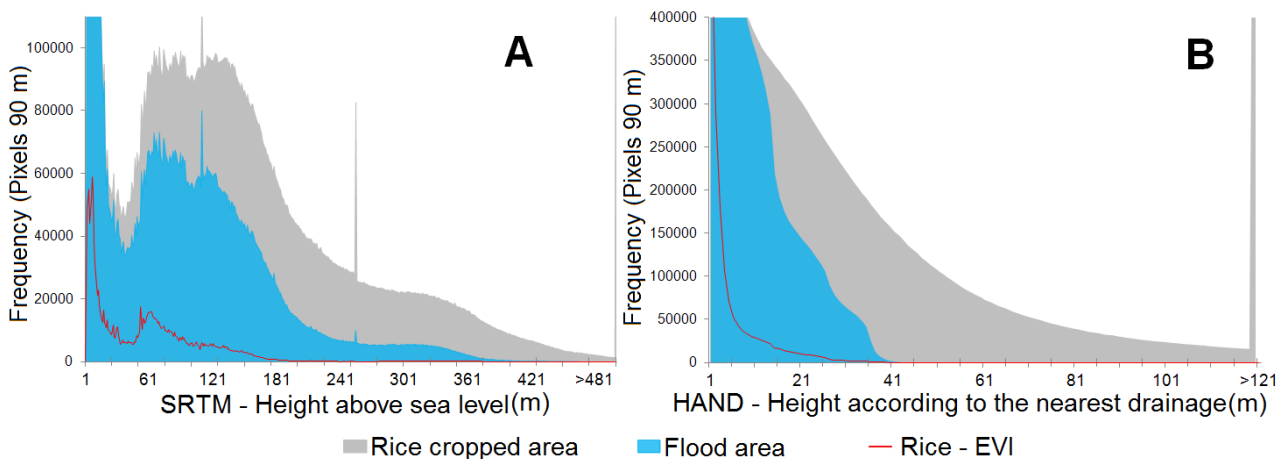 A
Frequency (Pixels 90 m)
100000
80000
60000
40000
20000
0
1 61 121 181 241 301 361 421 >481
SRTM - Height above sea level(m)
B
Frequency (Pixels 90 m)
400000
350000
300000
250000
200000
150000
100000
50000
0
1 21 41 61 81 101 >121
HAND - Height according to the nearest drainage(m)
Rice cropped area Flood area Rice - EVI